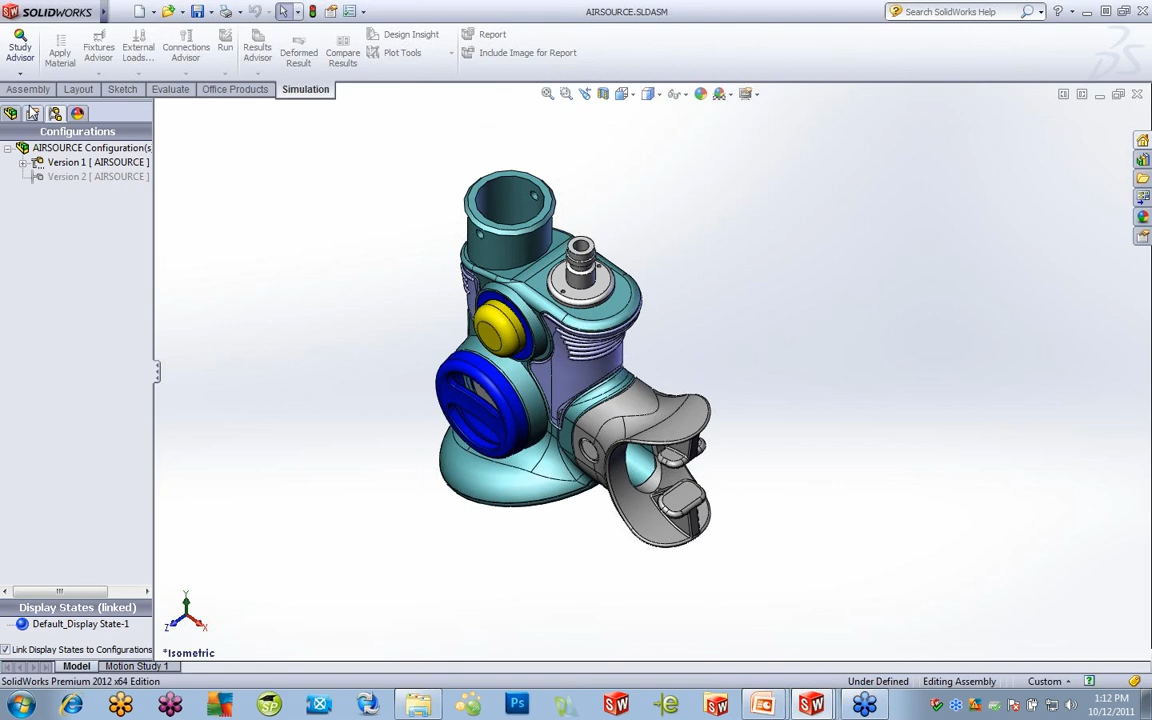 SOLIDWORKS
AIRSOURCE.SLDASM
Search SolidWorks Help
Study Advisor
Apply Material
Fixtures Advisor
External Loads...
Connections Advisor
Run
Results Advisor
Deformed Result
Compare Results
Design Insight
Plot Tools
Report
Include Image for Report
Assembly
Layout
Sketch
Evaluate
Office Products
Simulation
Configurations
AIRSOURCE Configuration(s
Version 1 [ AIRSOURCE ]
Version 2 [ AIRSOURCE ]
Display States (linked)
Default_Display State-1
Link Display States to Configurations
Y
Z
X
*Isometric
Model
Motion Study 1
SolidWorks Premium 2012 x64 Edition
Under Defined
Editing Assembly
Custom
SP
Ps
SW
SW
1:12 PM
10/12/2011